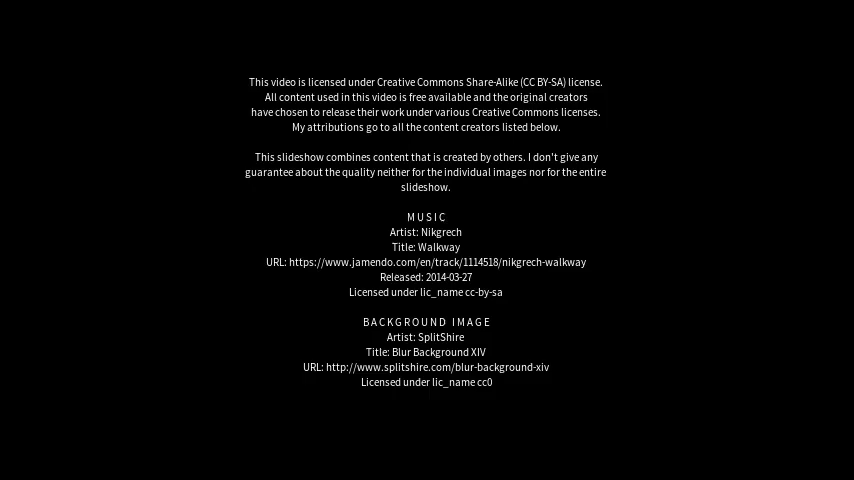 This video is licensed under Creative Commons Share-Alike (CC BY-SA) license.
All content used in this video is free available and the original creators
have chosen to release their work under various Creative Commons licenses.
My attributions go to all the content creators listed below.
This slideshow combines content that is created by others. I don't give any
guarantee about the quality neither for the individual images nor for the entire
slideshow.
MUSIC
Artist: Nikgrech
Title: Walkway
URL: https://www.jamendo.com/en/track/1114518/nikgrech-walkway
Released: 2014-03-27
Licensed under lic_name cc-by-sa
BACKGROUND IMAGE
Artist: SplitShire
Title: Blur Background XIV
URL: http://www.splitshire.com/blur-background-xiv
Licensed under lic_name cc0